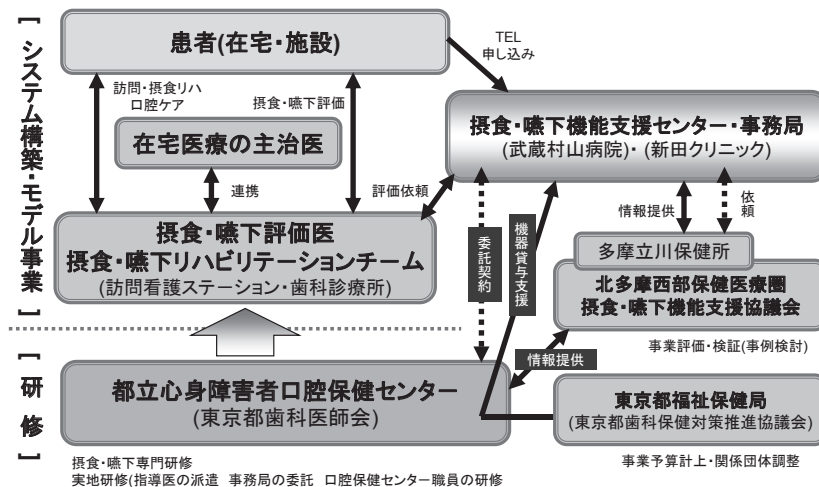 [システム構築・モデル事業]
患者(在宅・施設)
TEL
申し込み
訪問・摂食リハ
口腔ケア
摂食・嚥下評価
在宅医療の主治医
摂食・嚥下機能支援センター・事務局
(武蔵村山病院)・(新田クリニック)
連携
評価依頼
摂食・嚥下評価医
摂食・嚥下リハビリテーションチーム
(訪問看護ステーション・歯科診療所)
委託契約
機器貸与支援
情報提供
依頼
多摩立川保健所
北多摩西部保健医療圏
摂食・嚥下機能支援協議会
事業評価・検証(事例検討)
[研修]
情報提供
都立心身障害者口腔保健センター
(東京都歯科医師会)
東京都福祉保健局
(東京都歯科保健対策推進協議会)
事業予算計上・関係団体調整
摂食・嚥下専門研修
実地研修(指導医の派遣 事務局の委託 口腔保健センター職員の研修